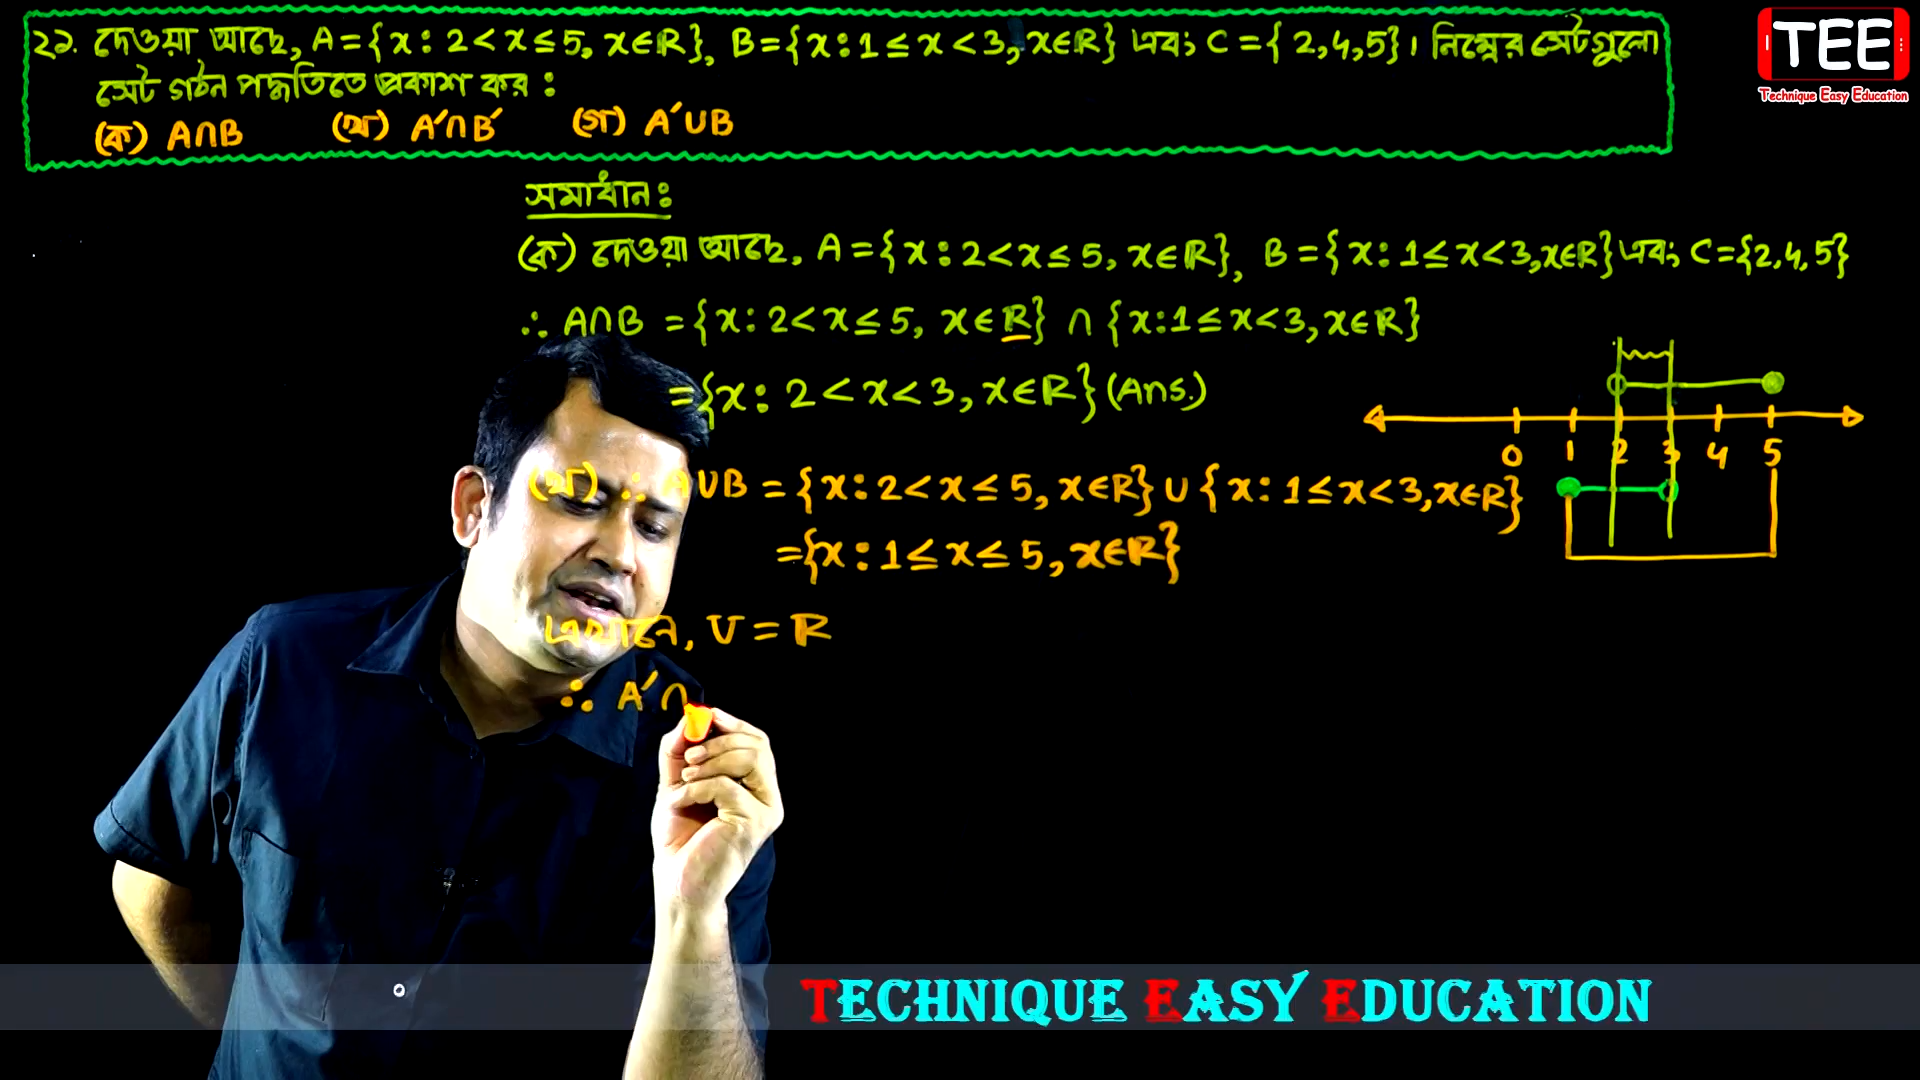 ২১. দেওয়া আছে, A={x: 2<x≤5, x∈R}, B={x:1≤x<3, x∈R} এবং C={2,4,5}। নিম্নের সেটগুলো
সেট গঠন পদ্ধতিতে প্রকাশ কর:
(ক) A∩B (খ) A′∩B′ (গ) A′∪B
TEE
Technique Easy Education
সমাধান:
(ক) দেওয়া আছে, A={x: 2<x≤5, x∈R}, B={x: 1≤x<3, x∈R} এবং C={2,4,5}
∴ A∩B = {x: 2<x≤5, x∈R} ∩ {x:1≤x<3, x∈R}
={x: 2<x<3, x∈R} (Ans.)
0 1 2 3 4 5
(খ) ∴ A∪B = {x: 2<x≤5, x∈R} ∪ {x: 1≤x<3, x∈R}
={x: 1≤x≤5, x∈R}
এখানে, U = R
∴ A′∩
TECHNIQUE EASY EDUCATION